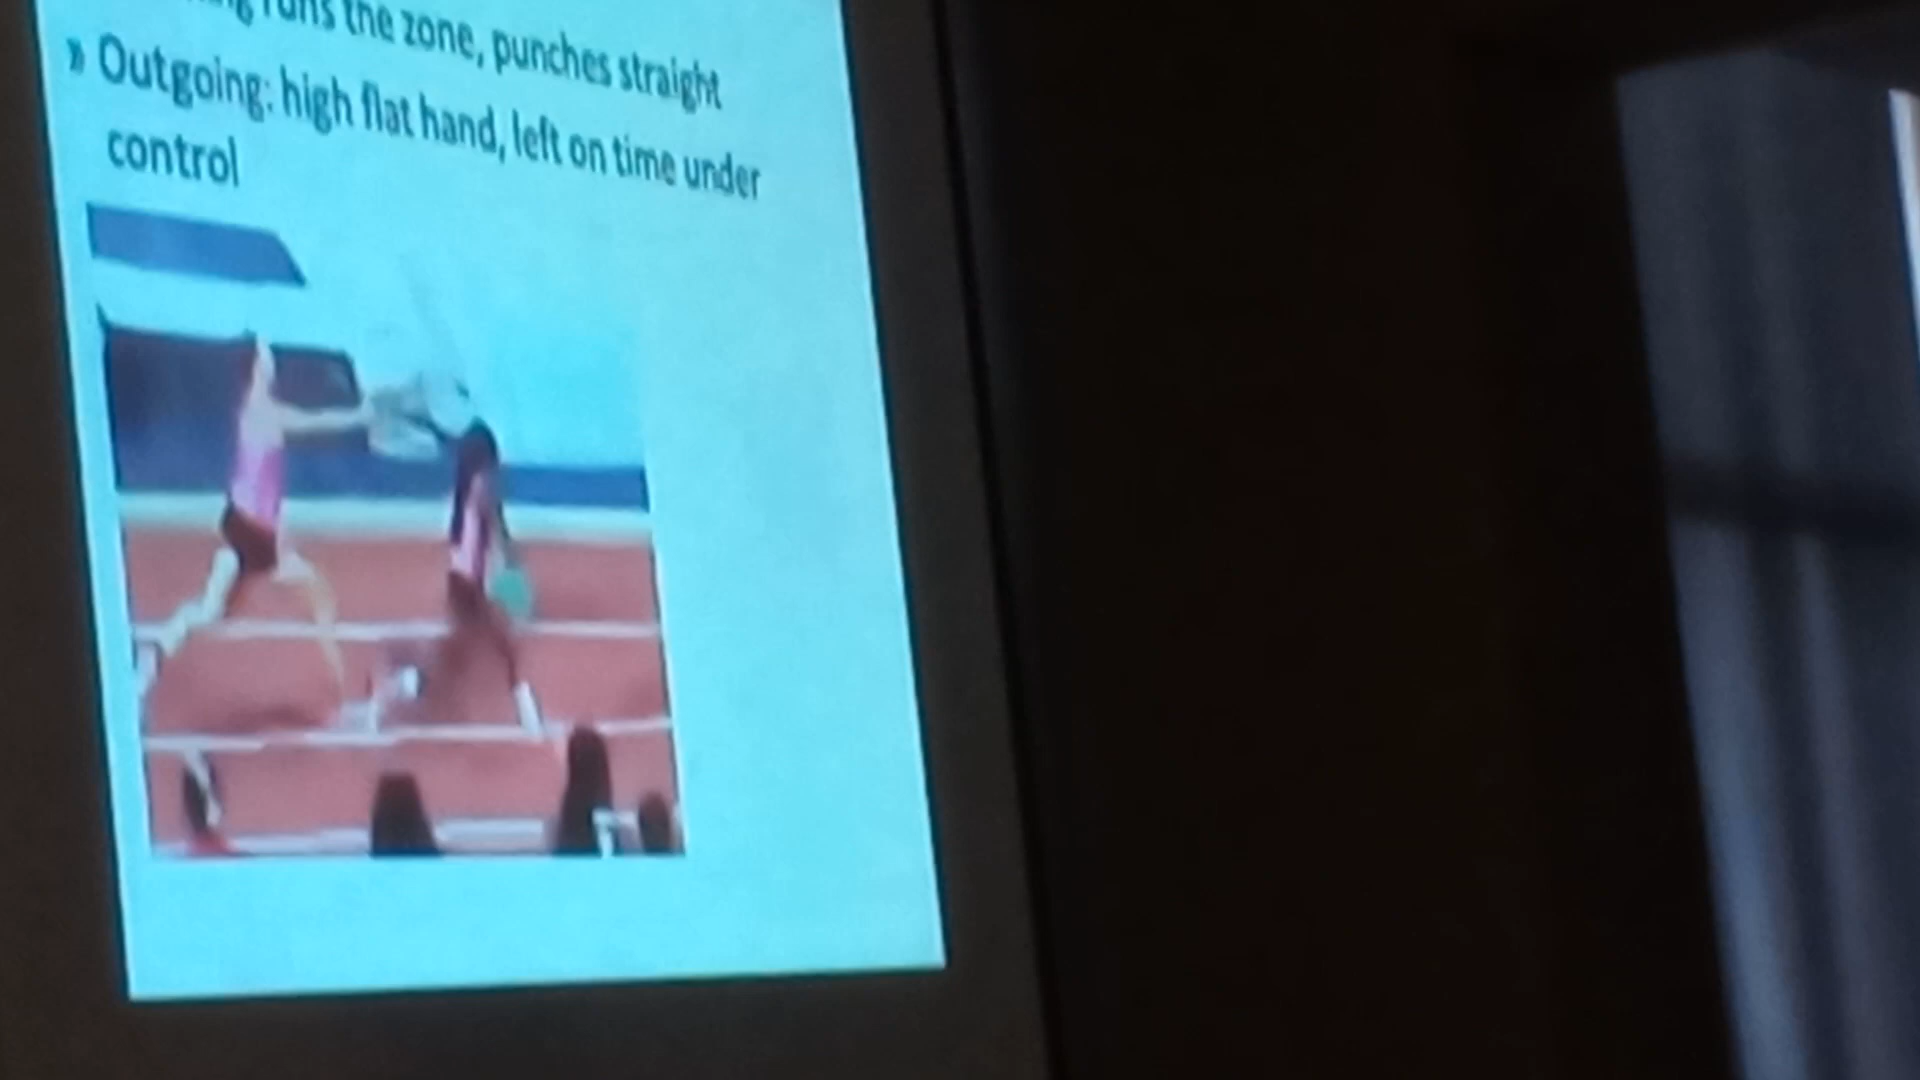 runs the zone, punches straight
» Outgoing: high flat hand, left on time under
control